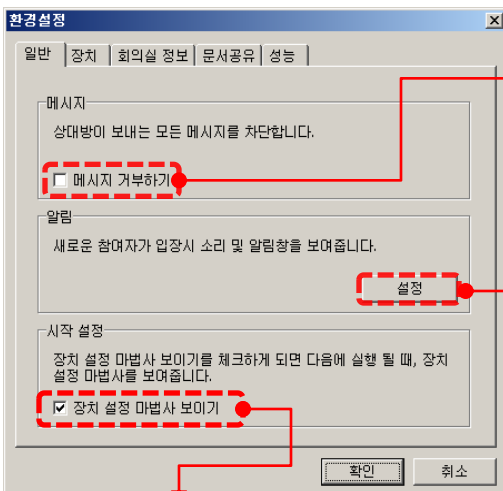 환경설정
일반 장치 회의실 정보 문서공유 성능
메시지
상대방이 보내는 모든 메시지를 차단합니다.
메시지 거부하기
알림
새로운 참여자가 입장시 소리 및 알림창을 보여줍니다.
설정
시작 설정
장치 설정 마법사 보이기를 체크하게 되면 다음에 실행 될 때, 장치
설정 마법사를 보여줍니다.
장치 설정 마법사 보이기
확인 취소